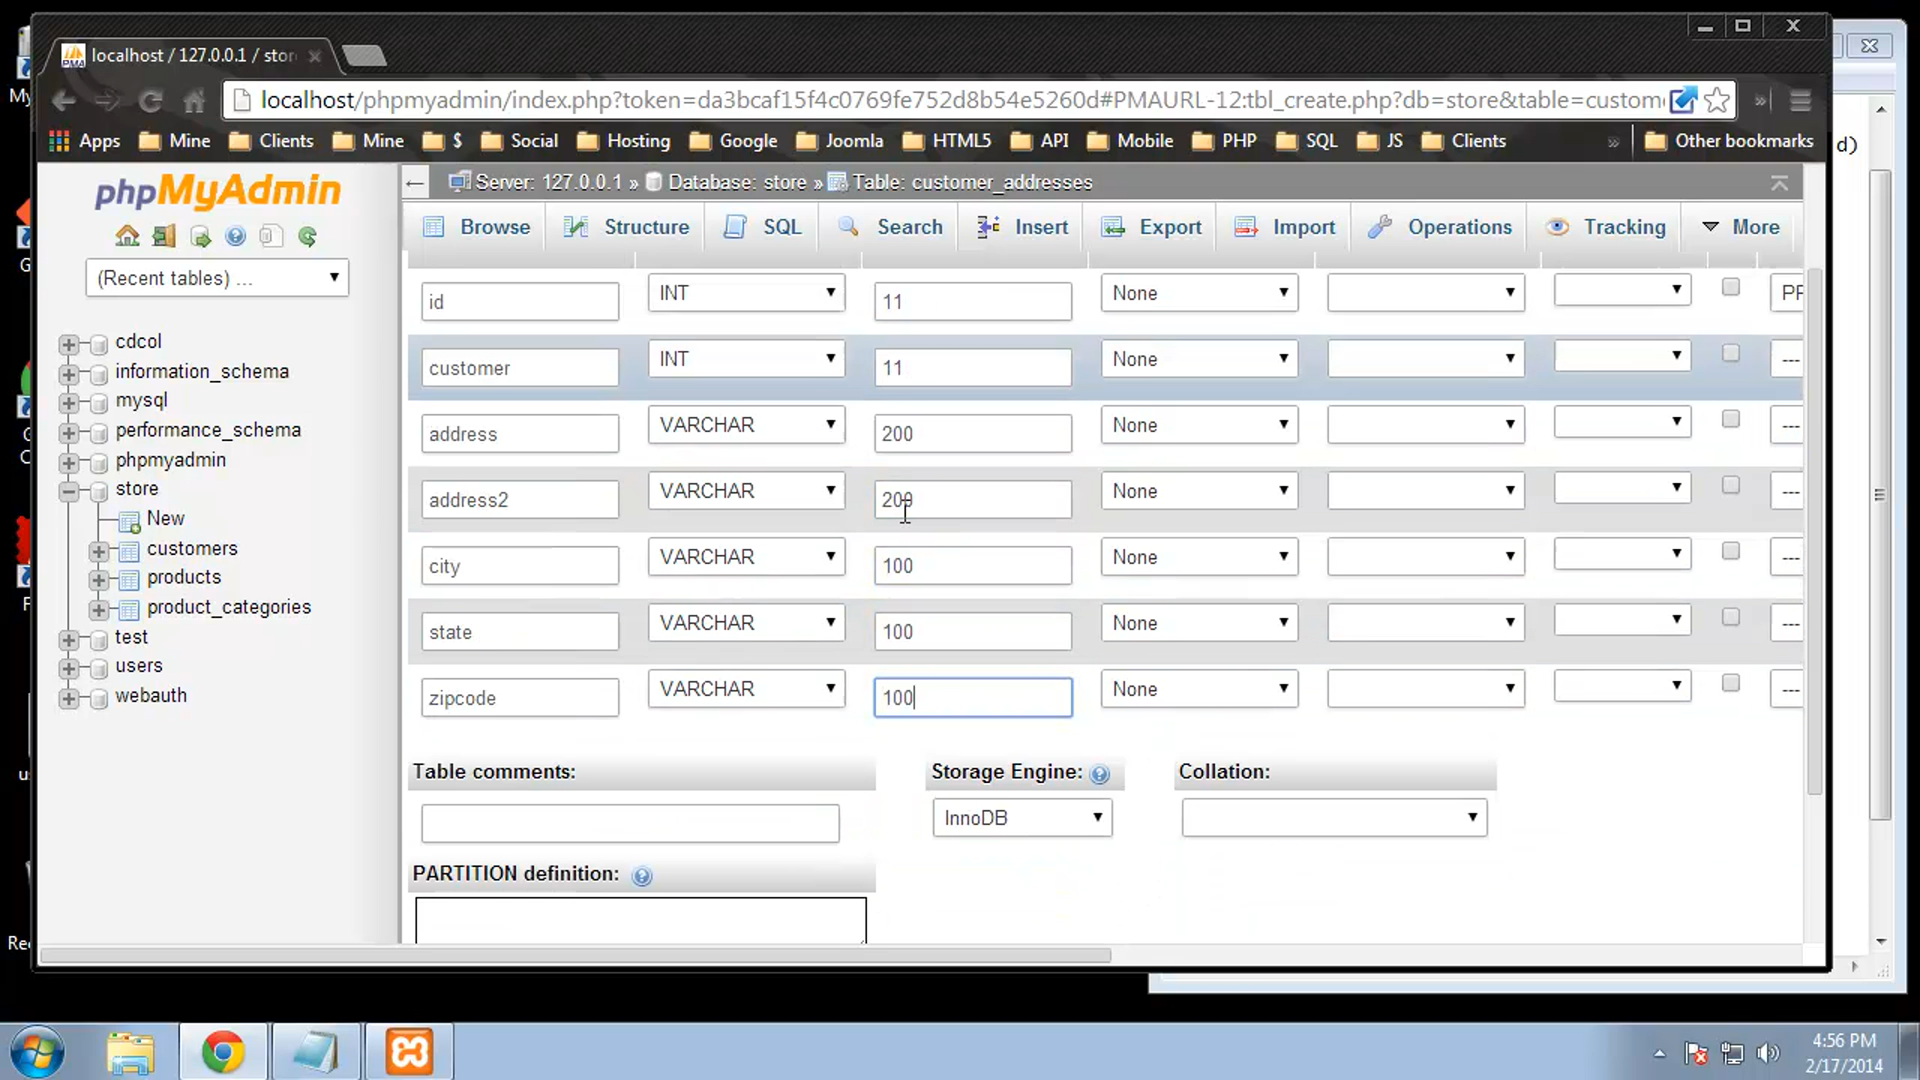 localhost / 127.0.0.1 / stor
localhost/phpmyadmin/index.php?token=da3bcaf15f4c0769fe752d8b54e5260d#PMAURL-12:tbl_create.php?db=store&table=custom
Apps Mine Clients Mine $ Social Hosting Google Joomla HTML5 API Mobile PHP SQL JS Clients » Other bookmarks
d)
phpMyAdmin
(Recent tables) ...
cdcol
information_schema
mysql
performance_schema
phpmyadmin
store
New
customers
products
product_categories
test
users
webauth
Server: 127.0.0.1 » Database: store » Table: customer_addresses
Browse Structure SQL Search Insert Export Import Operations Tracking More
id INT 11 None
customer INT 11 None ---
address VARCHAR 200 None ---
address2 VARCHAR 200 None ---
city VARCHAR 100 None ---
state VARCHAR 100 None ---
zipcode VARCHAR 100 None ---
Table comments: Storage Engine: Collation:
InnoDB
PARTITION definition:
4:56 PM
2/17/2014